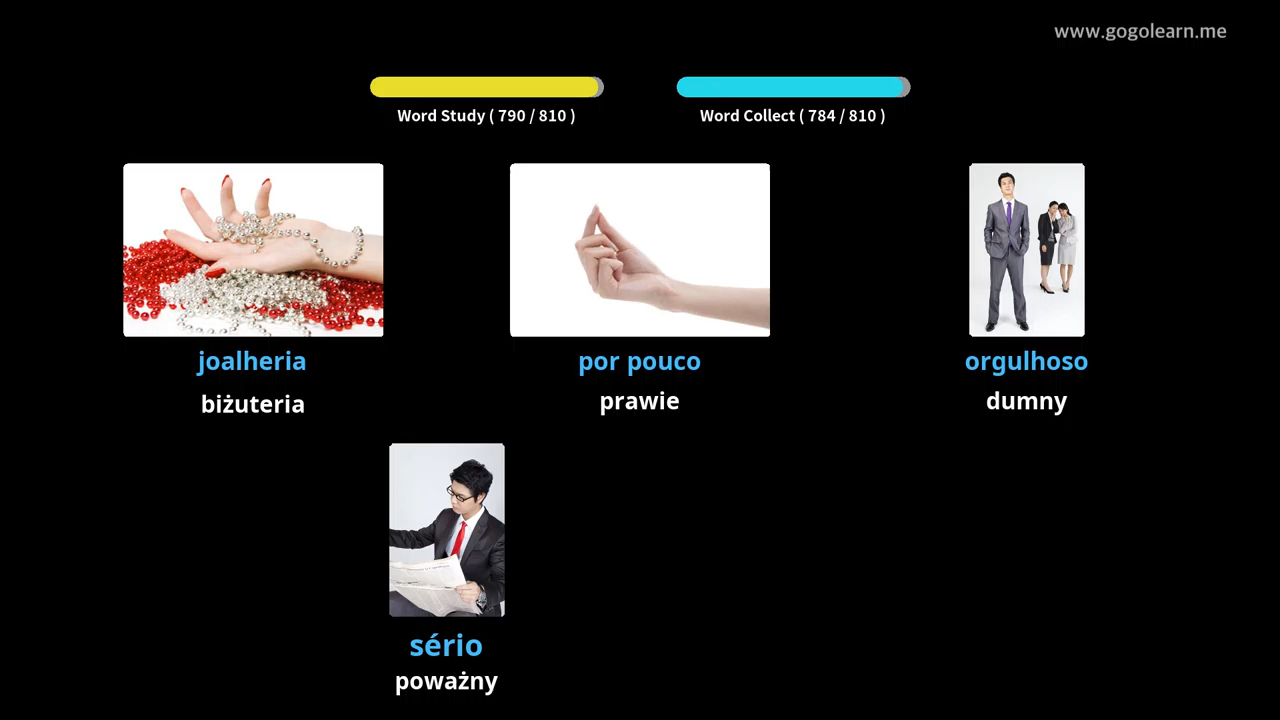 www.gogolearn.me
Word Study ( 790 / 810 )
Word Collect ( 784 / 810 )
joalheria
biżuteria
por pouco
prawie
orgulhoso
dumny
sério
poważny